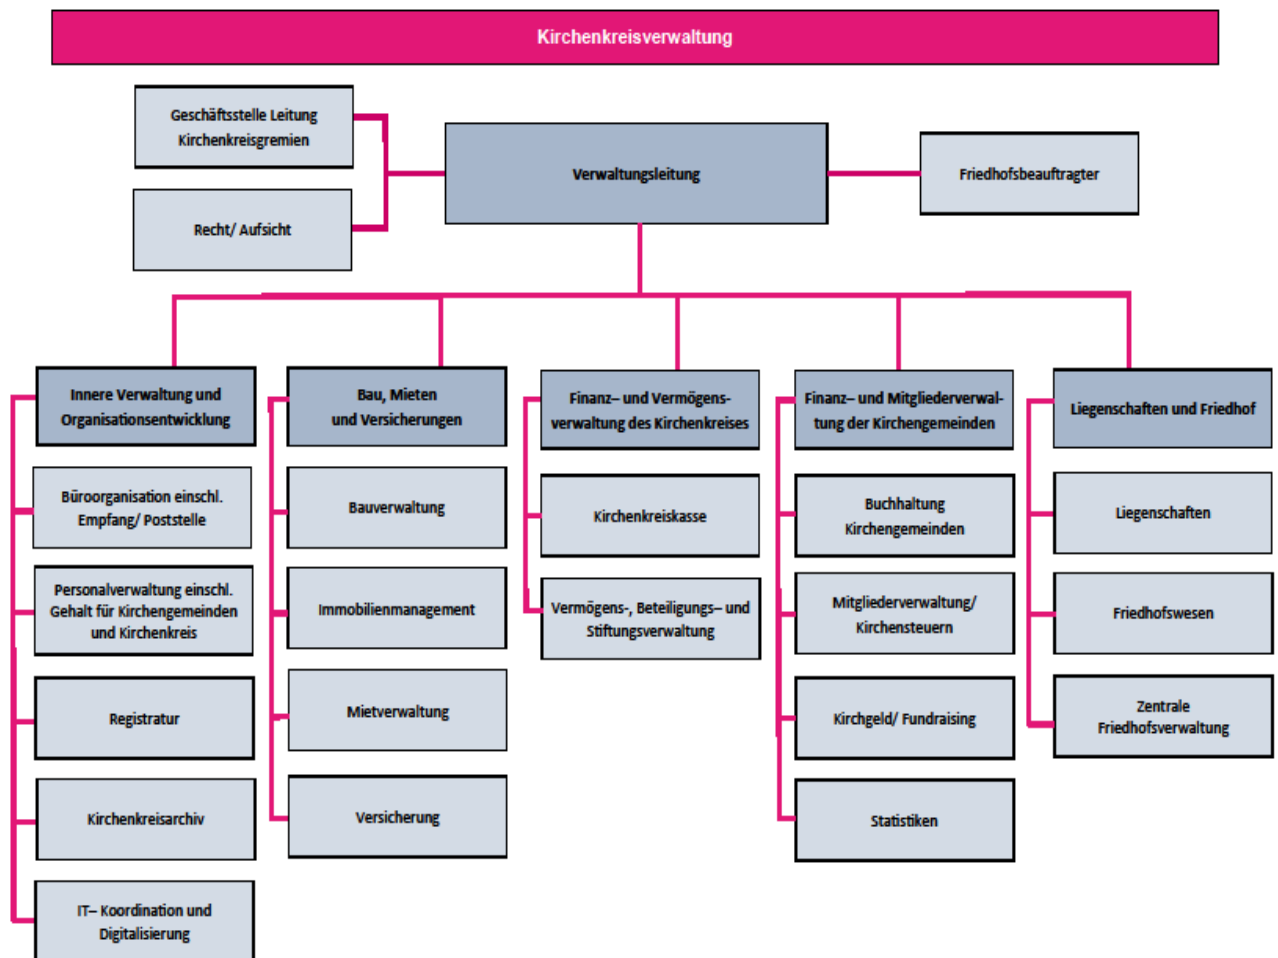 Kirchenkreisverwaltung
Geschäftsstelle Leitung
Kirchenkreisgremien
Verwaltungsleitung
Friedhofsbeauftragter
Recht/ Aufsicht
Innere Verwaltung und
Organisationsentwicklung
Büroorganisation einschl.
Empfang/ Poststelle
Personalverwaltung einschl.
Gehalt für Kirchengemeinden
und Kirchenkreis
Registratur
Kirchenkreisarchiv
IT– Koordination und
Digitalisierung
Bau, Mieten
und Versicherungen
Bauverwaltung
Immobilienmanagement
Mietverwaltung
Versicherung
Finanz– und Vermögens-
verwaltung des Kirchenkreises
Kirchenkreiskasse
Vermögens-, Beteiligungs– und
Stiftungsverwaltung
Finanz– und Mitgliederverwal-
tung der Kirchengemeinden
Buchhaltung
Kirchengemeinden
Mitgliederverwaltung/
Kirchensteuern
Kirchgeld/ Fundraising
Statistiken
Liegenschaften und Friedhof
Liegenschaften
Friedhofswesen
Zentrale
Friedhofsverwaltung